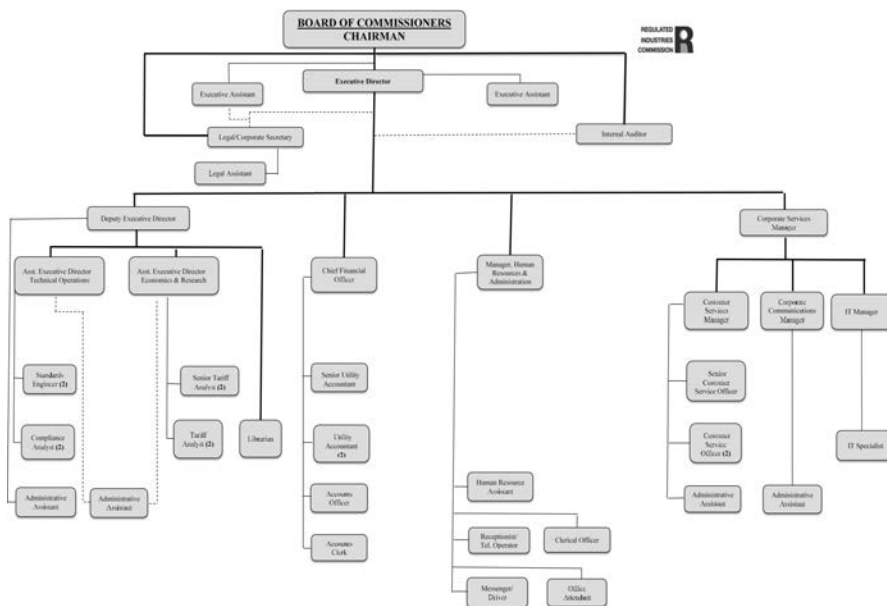 BOARD OF COMMISSIONERS
CHAIRMAN
REGULATED
INDUSTRIES
COMMISSION
R
Executive Assistant
Executive Director
Executive Assistant
Legal/Corporate Secretary
Internal Auditor
Legal Assistant
Deputy Executive Director
Corporate Services
Manager
Asst. Executive Director
Technical Operations
Asst. Executive Director
Economics & Research
Chief Financial
Officer
Manager, Human
Resources &
Administration
Customer
Services
Manager
Corporate
Communications
Manager
IT Manager
Standards
Engineer (2)
Senior Tariff
Analyst (2)
Senior Utility
Accountant
Senior
Customer
Service Officer
Compliance
Analyst (2)
Tariff
Analyst (2)
Librarian
Utility
Accountant
(2)
Customer
Service
Officer (2)
IT Specialist
Administrative
Assistant
Administrative
Assistant
Accounts
Officer
Human Resource
Assistant
Administrative
Assistant
Administrative
Assistant
Accounts
Clerk
Receptionist/
Tel. Operator
Clerical Officer
Messenger/
Driver
Office
Attendant